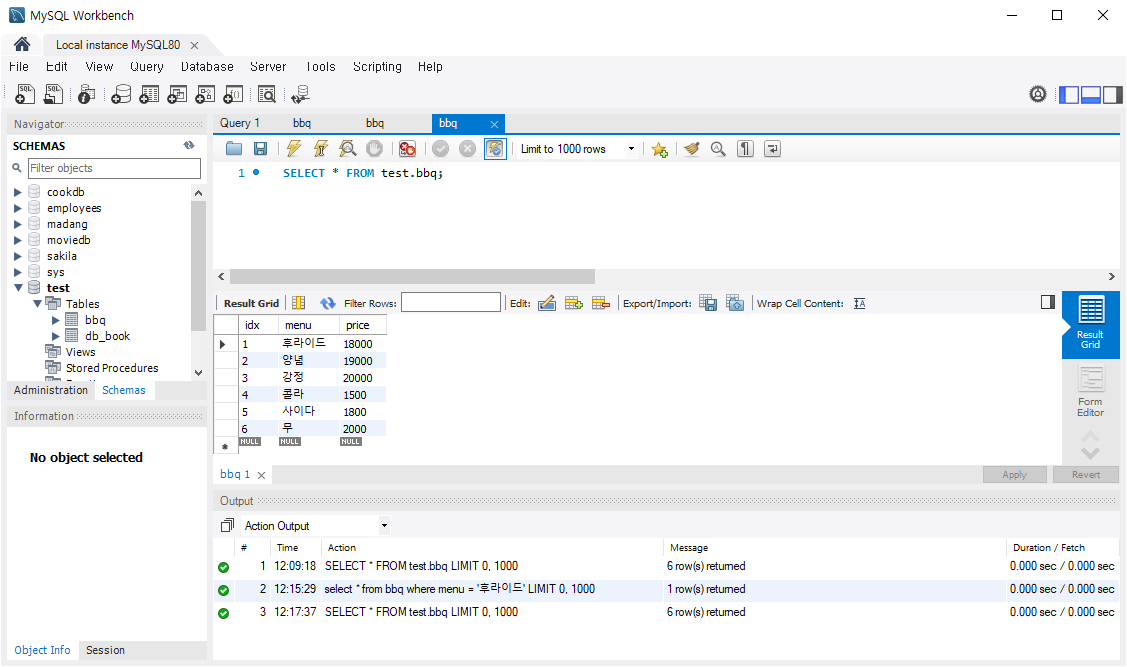 MySQL Workbench
Local instance MySQL80
File Edit View Query Database Server Tools Scripting Help
Navigator
SCHEMAS
Filter objects
cookdb
employees
madang
moviedb
sakila
sys
test
Tables
bbq
db_book
Views
Stored Procedures
Administration Schemas
Information
No object selected
Object Info Session
Query 1 bbq bbq bbq
Limit to 1000 rows
1 SELECT * FROM test.bbq;
Result Grid Filter Rows: Edit: Export/Import: Wrap Cell Content:
idx menu price
1 후라이드 18000
2 양념 19000
3 강정 20000
4 콜라 1500
5 사이다 1800
6 무 2000
NULL NULL NULL
Result
Grid
Form
Editor
bbq 1 Apply Revert
Output
Action Output
# Time Action Message Duration / Fetch
1 12:09:18 SELECT * FROM test.bbq LIMIT 0, 1000 6 row(s) returned 0.000 sec / 0.000 sec
2 12:15:29 select * from bbq where menu = '후라이드' LIMIT 0, 1000 1 row(s) returned 0.000 sec / 0.000 sec
3 12:17:37 SELECT * FROM test.bbq LIMIT 0, 1000 6 row(s) returned 0.000 sec / 0.000 sec